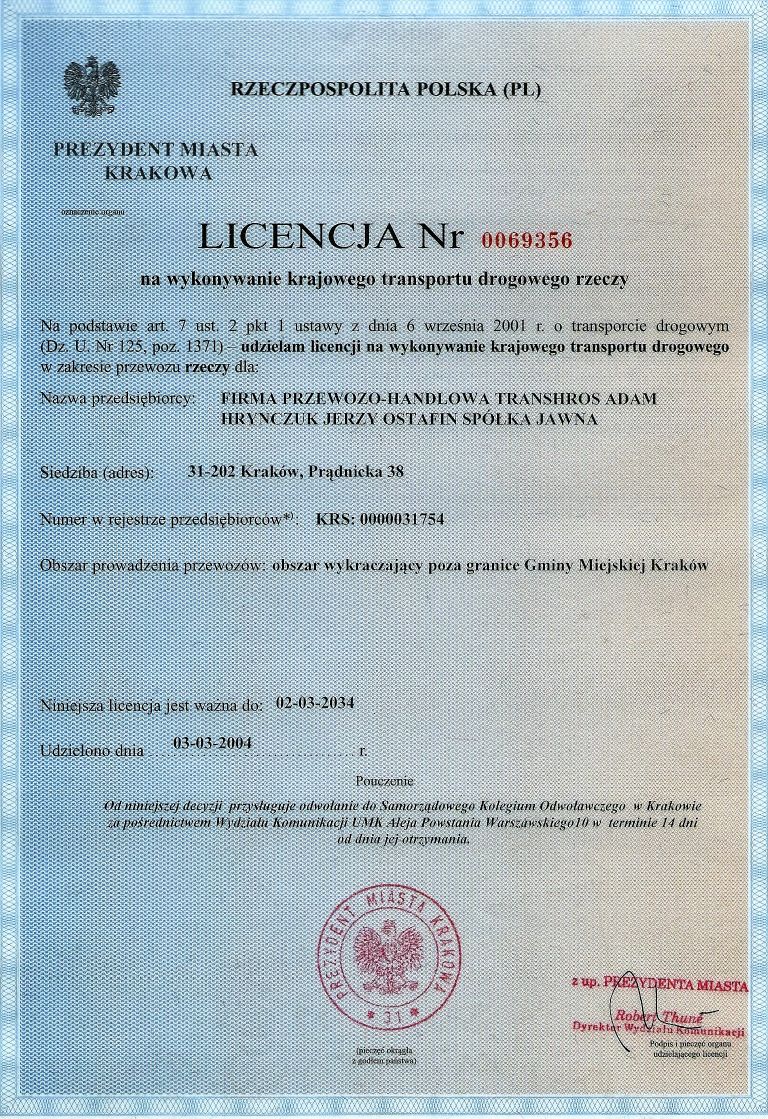 RZECZPOSPOLITA POLSKA (PL)
PREZYDENT MIASTA
KRAKOWA
oznaczenie organu
LICENCJA Nr 0069356
na wykonywanie krajowego transportu drogowego rzeczy
Na podstawie art. 7 ust. 2 pkt 1 ustawy z dnia 6 września 2001 r. o transporcie drogowym
(Dz. U. Nr 125, poz. 1371) – udzielam licencji na wykonywanie krajowego transportu drogowego
w zakresie przewozu rzeczy dla:
Nazwa przedsiębiorcy: FIRMA PRZEWOZO-HANDLOWA TRANSHROS ADAM
HRYNCZUK JERZY OSTAFIN SPÓŁKA JAWNA
Siedziba (adres): 31-202 Kraków, Prądnicka 38
Numer w rejestrze przedsiębiorców*): KRS: 0000031754
Obszar prowadzenia przewozów: obszar wykraczający poza granice Gminy Miejskiej Kraków
Niniejsza licencja jest ważna do: 02-03-2034
Udzielono dnia 03-03-2004 r.
Pouczenie
Od niniejszej decyzji przysługuje odwołanie do Samorządowego Kolegium Odwoławczego w Krakowie
za pośrednictwem Wydziału Komunikacji UMK Aleja Powstania Warszawskiego10 w terminie 14 dni
od dnia jej otrzymania.
PREZYDENT MIASTA KRAKOWA
* 31 *
(pieczęć okrągła
z godłem państwa)
z up. PREZYDENTA MIASTA
Robert Thuné
Dyrektor Wydziału Komunikacji
Podpis i pieczęć organu
udzielającego licencji